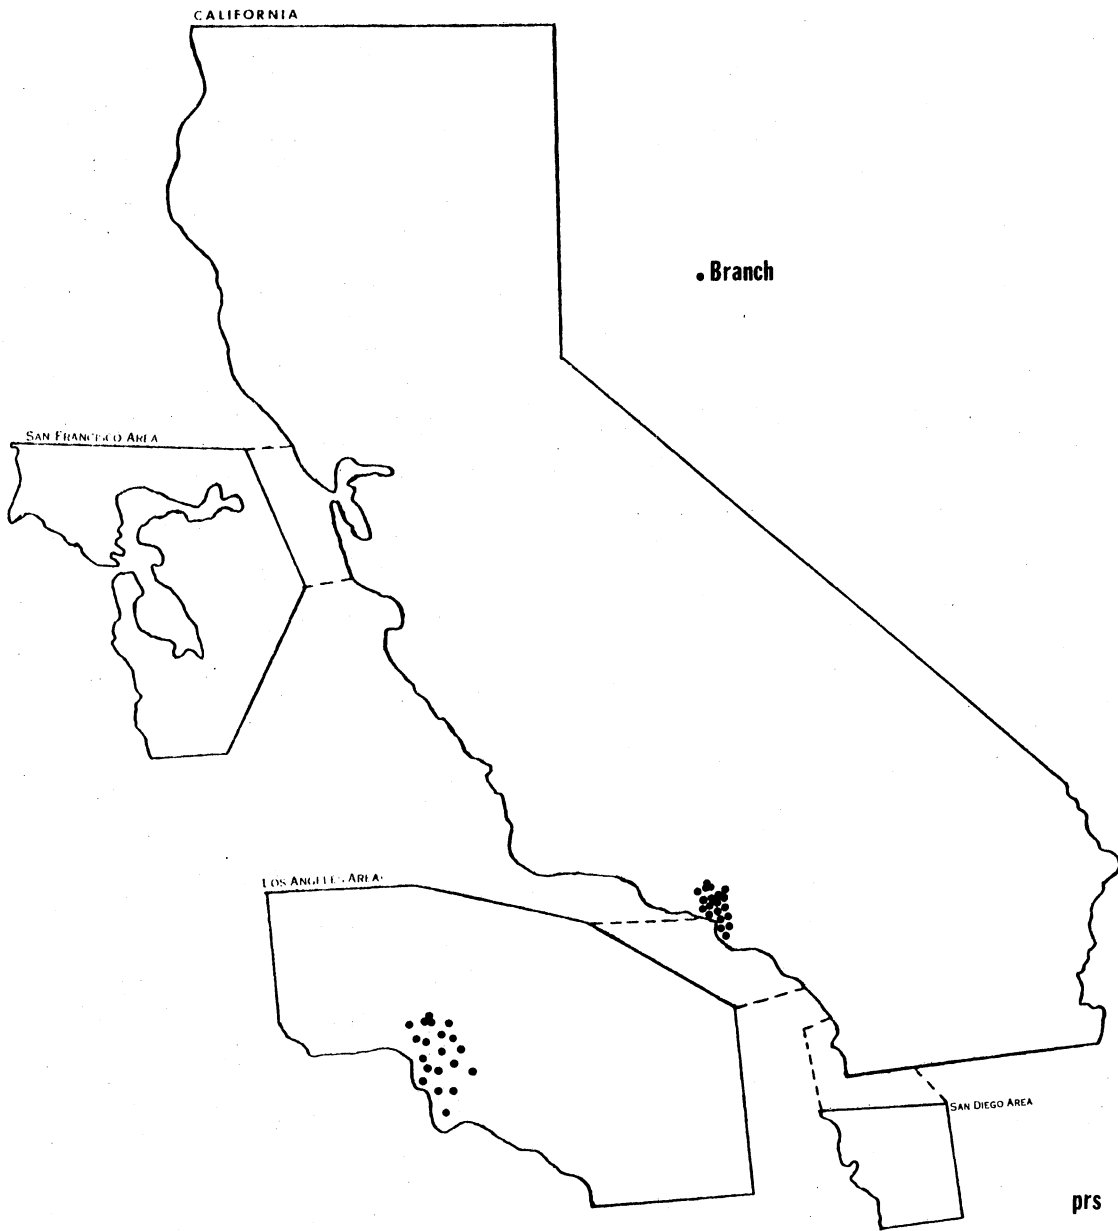 CALIFORNIA
. Branch
SAN FRANCISCO AREA
LOS ANGELES AREA
SAN DIEGO AREA
prs